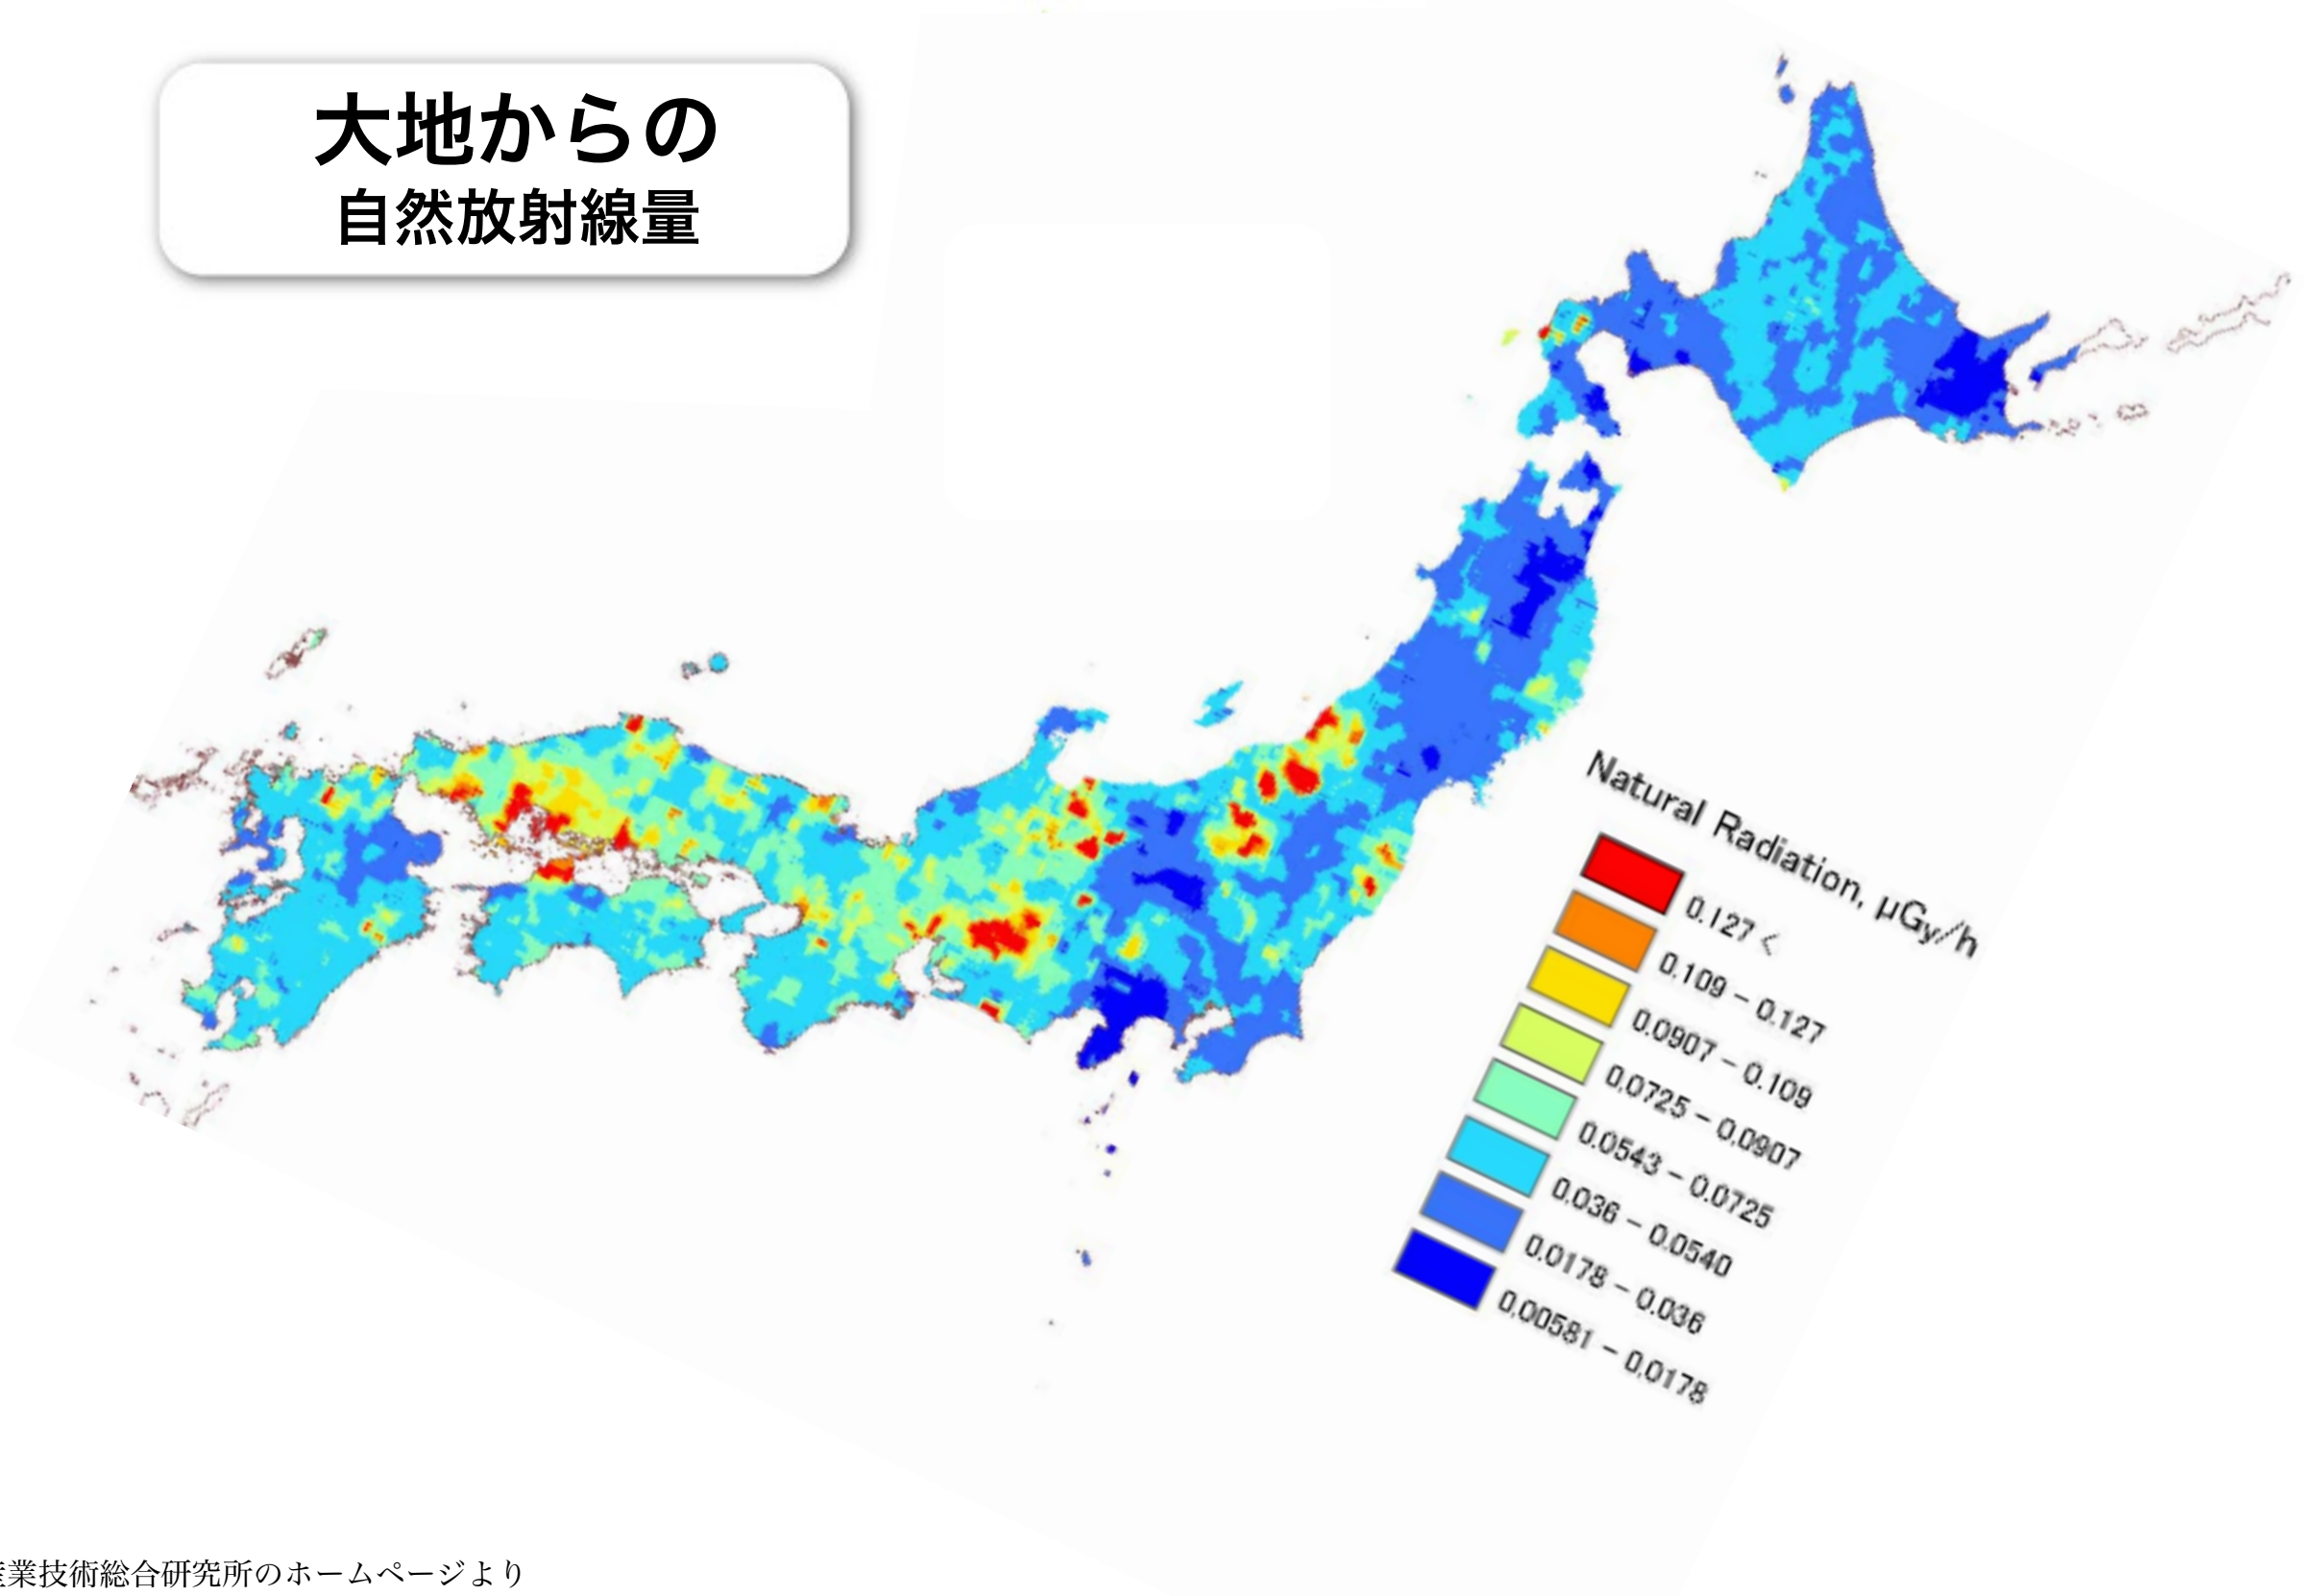 大地からの
自然放射線量
Natural Radiation, μGy/h
0.127 <
0.109 – 0.127
0.0907 – 0.109
0.0725 – 0.0907
0.0543 – 0.0725
0.036 – 0.0540
0.0178 – 0.036
0.00581 – 0.0178
業技術総合研究所のホームページより